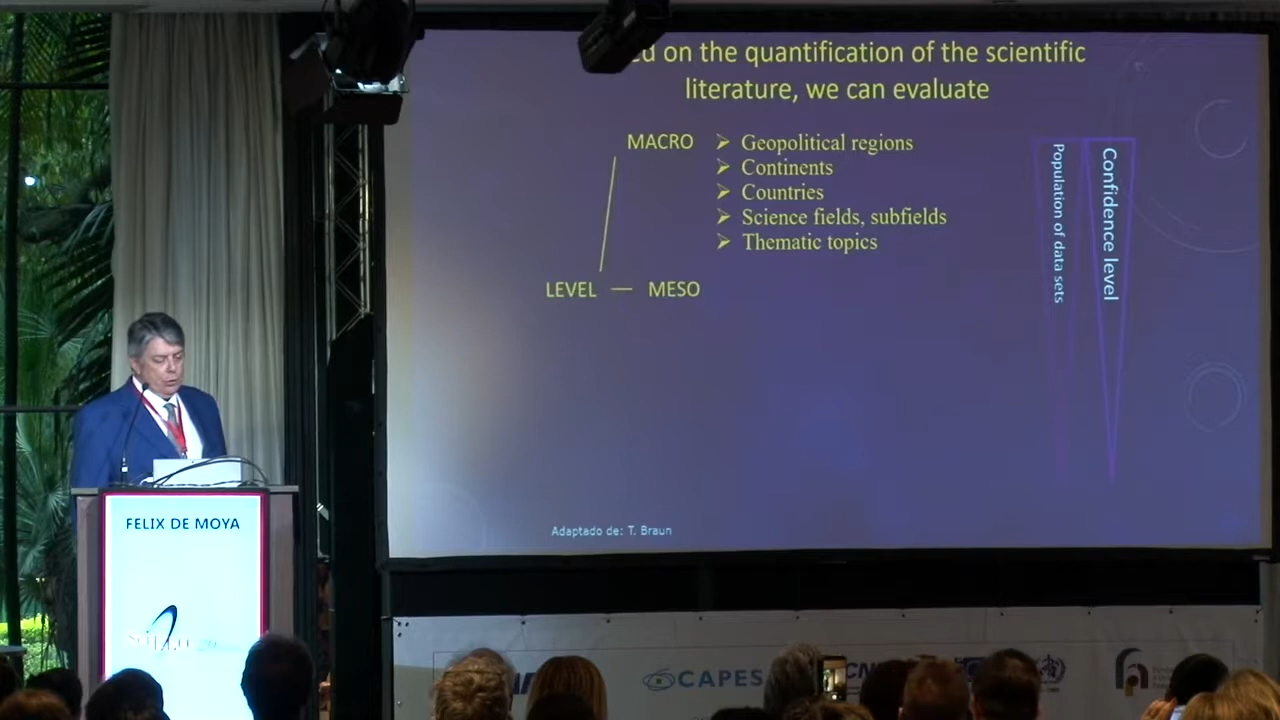 on the quantification of the scientific
literature, we can evaluate
MACRO
➢ Geopolitical regions
➢ Continents
➢ Countries
➢ Science fields, subfields
➢ Thematic topics
LEVEL — MESO
Population of data sets
Confidence level
Adaptado de: T. Braun
FELIX DE MOYA
CAPES